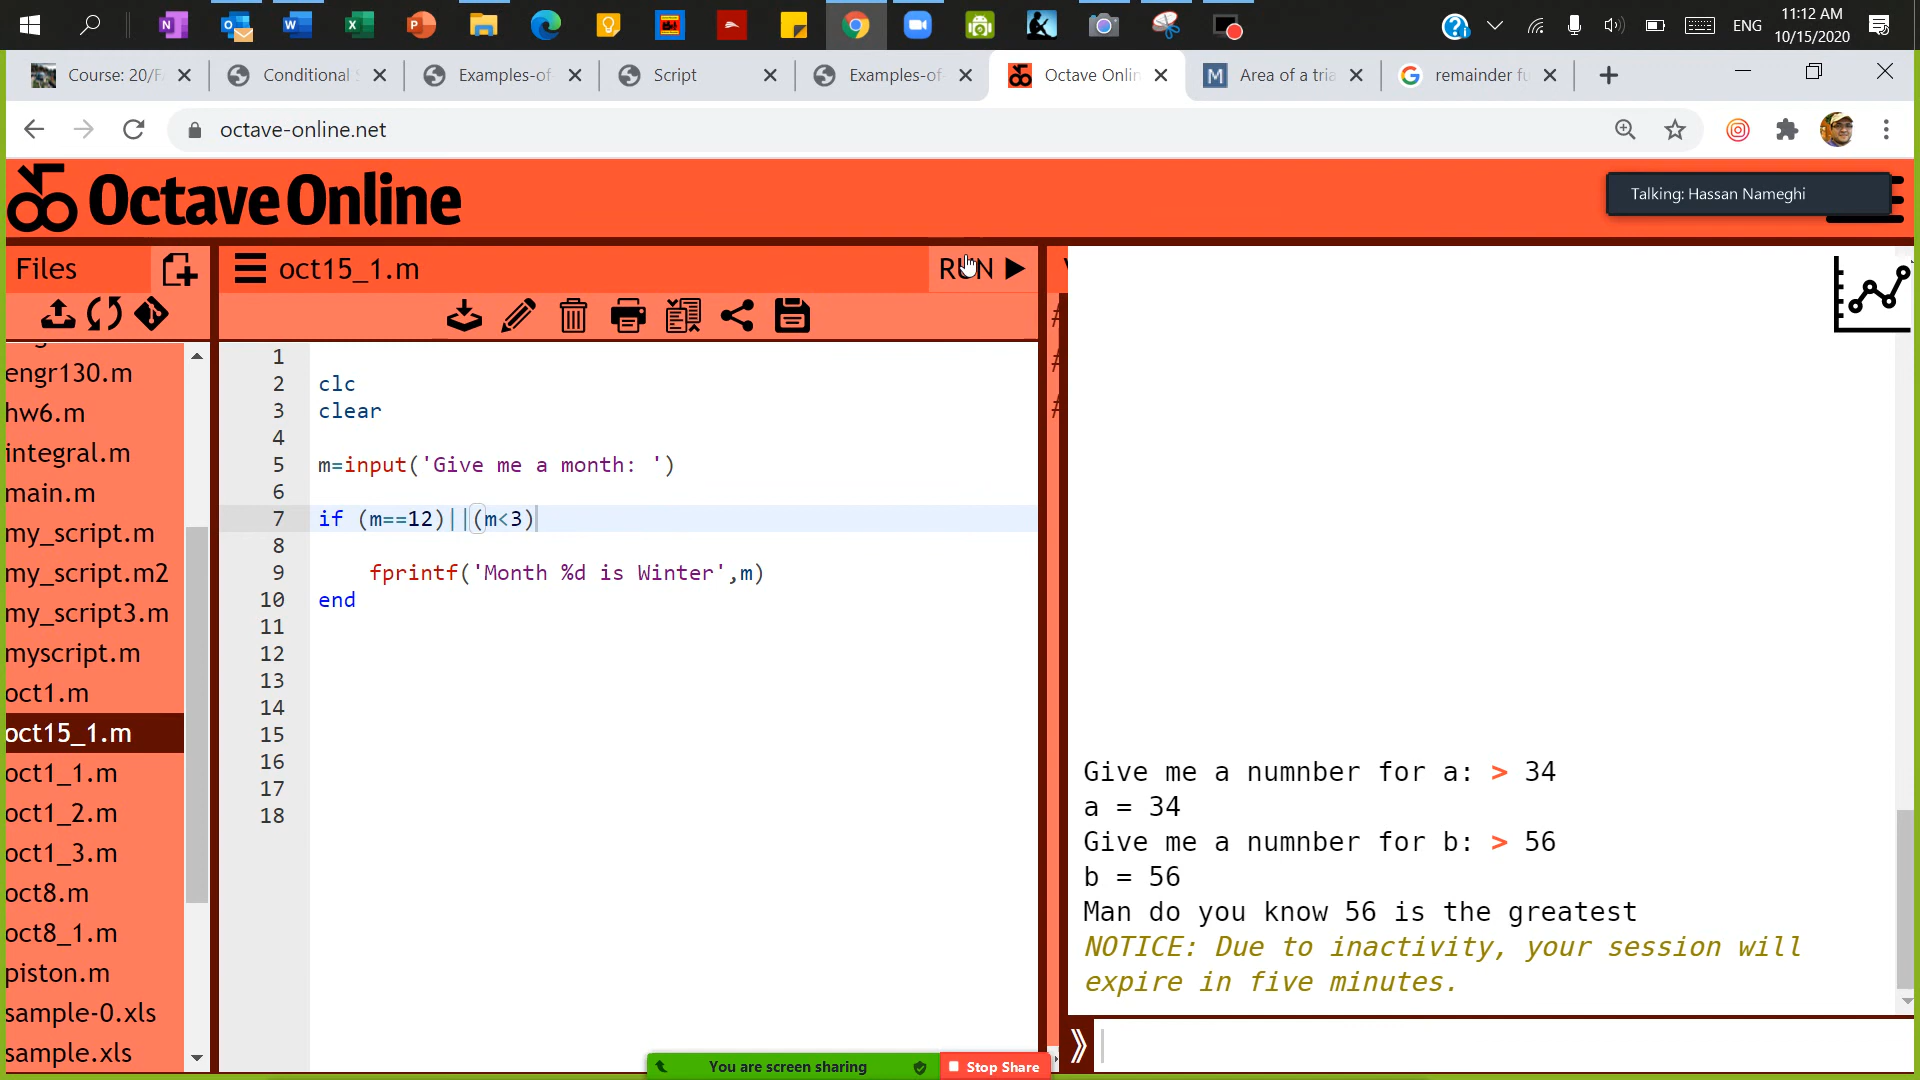 ENG
11:12 AM
10/15/2020
Course: 20/F
Conditional
Examples-of
Script
Examples-of
Octave Onlin
Area of a tria
remainder fu
octave-online.net
Octave Online
Talking: Hassan Nameghi
Files
oct15_1.m
RUN
engr130.m
hw6.m
integral.m
main.m
my_script.m
my_script.m2
my_script3.m
myscript.m
oct1.m
oct15_1.m
oct1_1.m
oct1_2.m
oct1_3.m
oct8.m
oct8_1.m
piston.m
sample-0.xls
sample.xls
1
2 clc
3 clear
4
5 m=input('Give me a month: ')
6
7 if (m==12)||(m<3)
8
9 fprintf('Month %d is Winter',m)
10 end
11
12
13
14
15
16
17
18
#
#
#
Give me a numnber for a: > 34
a = 34
Give me a numnber for b: > 56
b = 56
Man do you know 56 is the greatest
NOTICE: Due to inactivity, your session will
expire in five minutes.
You are screen sharing
Stop Share